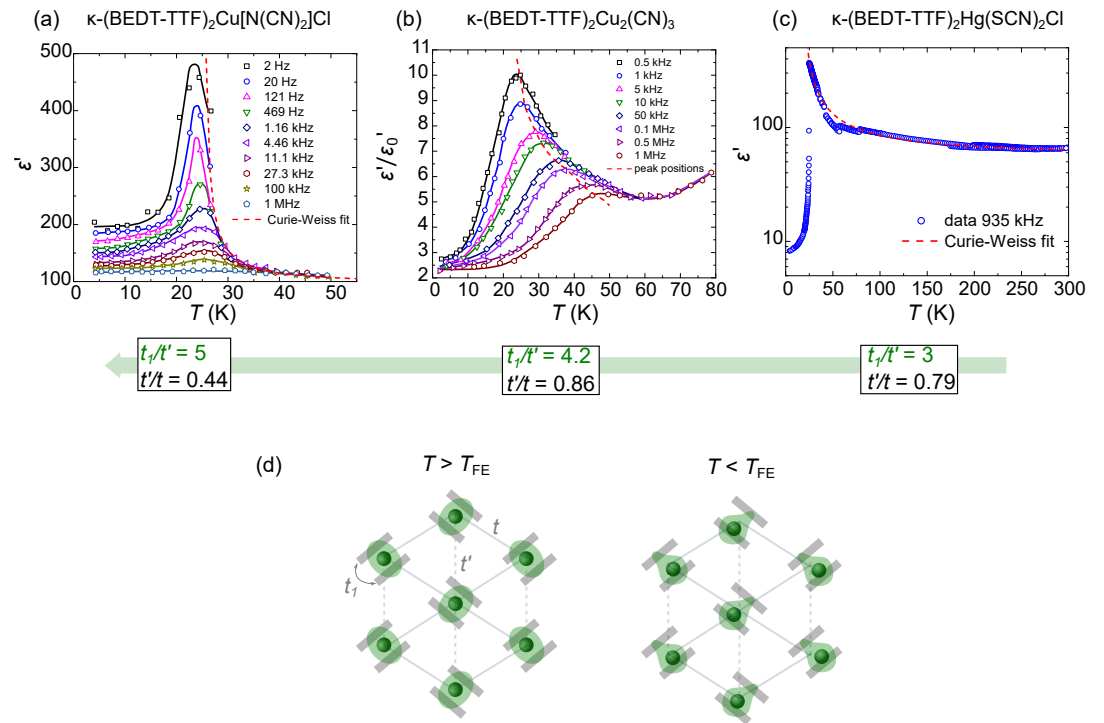 (a) κ-(BEDT-TTF)₂Cu[N(CN)₂]Cl
500
400
300
200
100
ε'
0 10 20 30 40 50
T (K)
2 Hz
20 Hz
121 Hz
469 Hz
1.16 kHz
4.46 kHz
11.1 kHz
27.3 kHz
100 kHz
1 MHz
Curie-Weiss fit
(b) κ-(BEDT-TTF)₂Cu₂(CN)₃
11
10
9
8
7
6
5
4
3
2
ε'/ε₀'
0 10 20 30 40 50 60 70 80
T (K)
0.5 kHz
1 kHz
5 kHz
10 kHz
50 kHz
0.1 MHz
0.5 MHz
1 MHz
peak positions
(c) κ-(BEDT-TTF)₂Hg(SCN)₂Cl
100
10
ε'
0 50 100 150 200 250 300
T (K)
data 935 kHz
Curie-Weiss fit
t₁/t' = 5
t'/t = 0.44
t₁/t' = 4.2
t'/t = 0.86
t₁/t' = 3
t'/t = 0.79
(d) T > T_FE
T < T_FE
t
t'
t₁